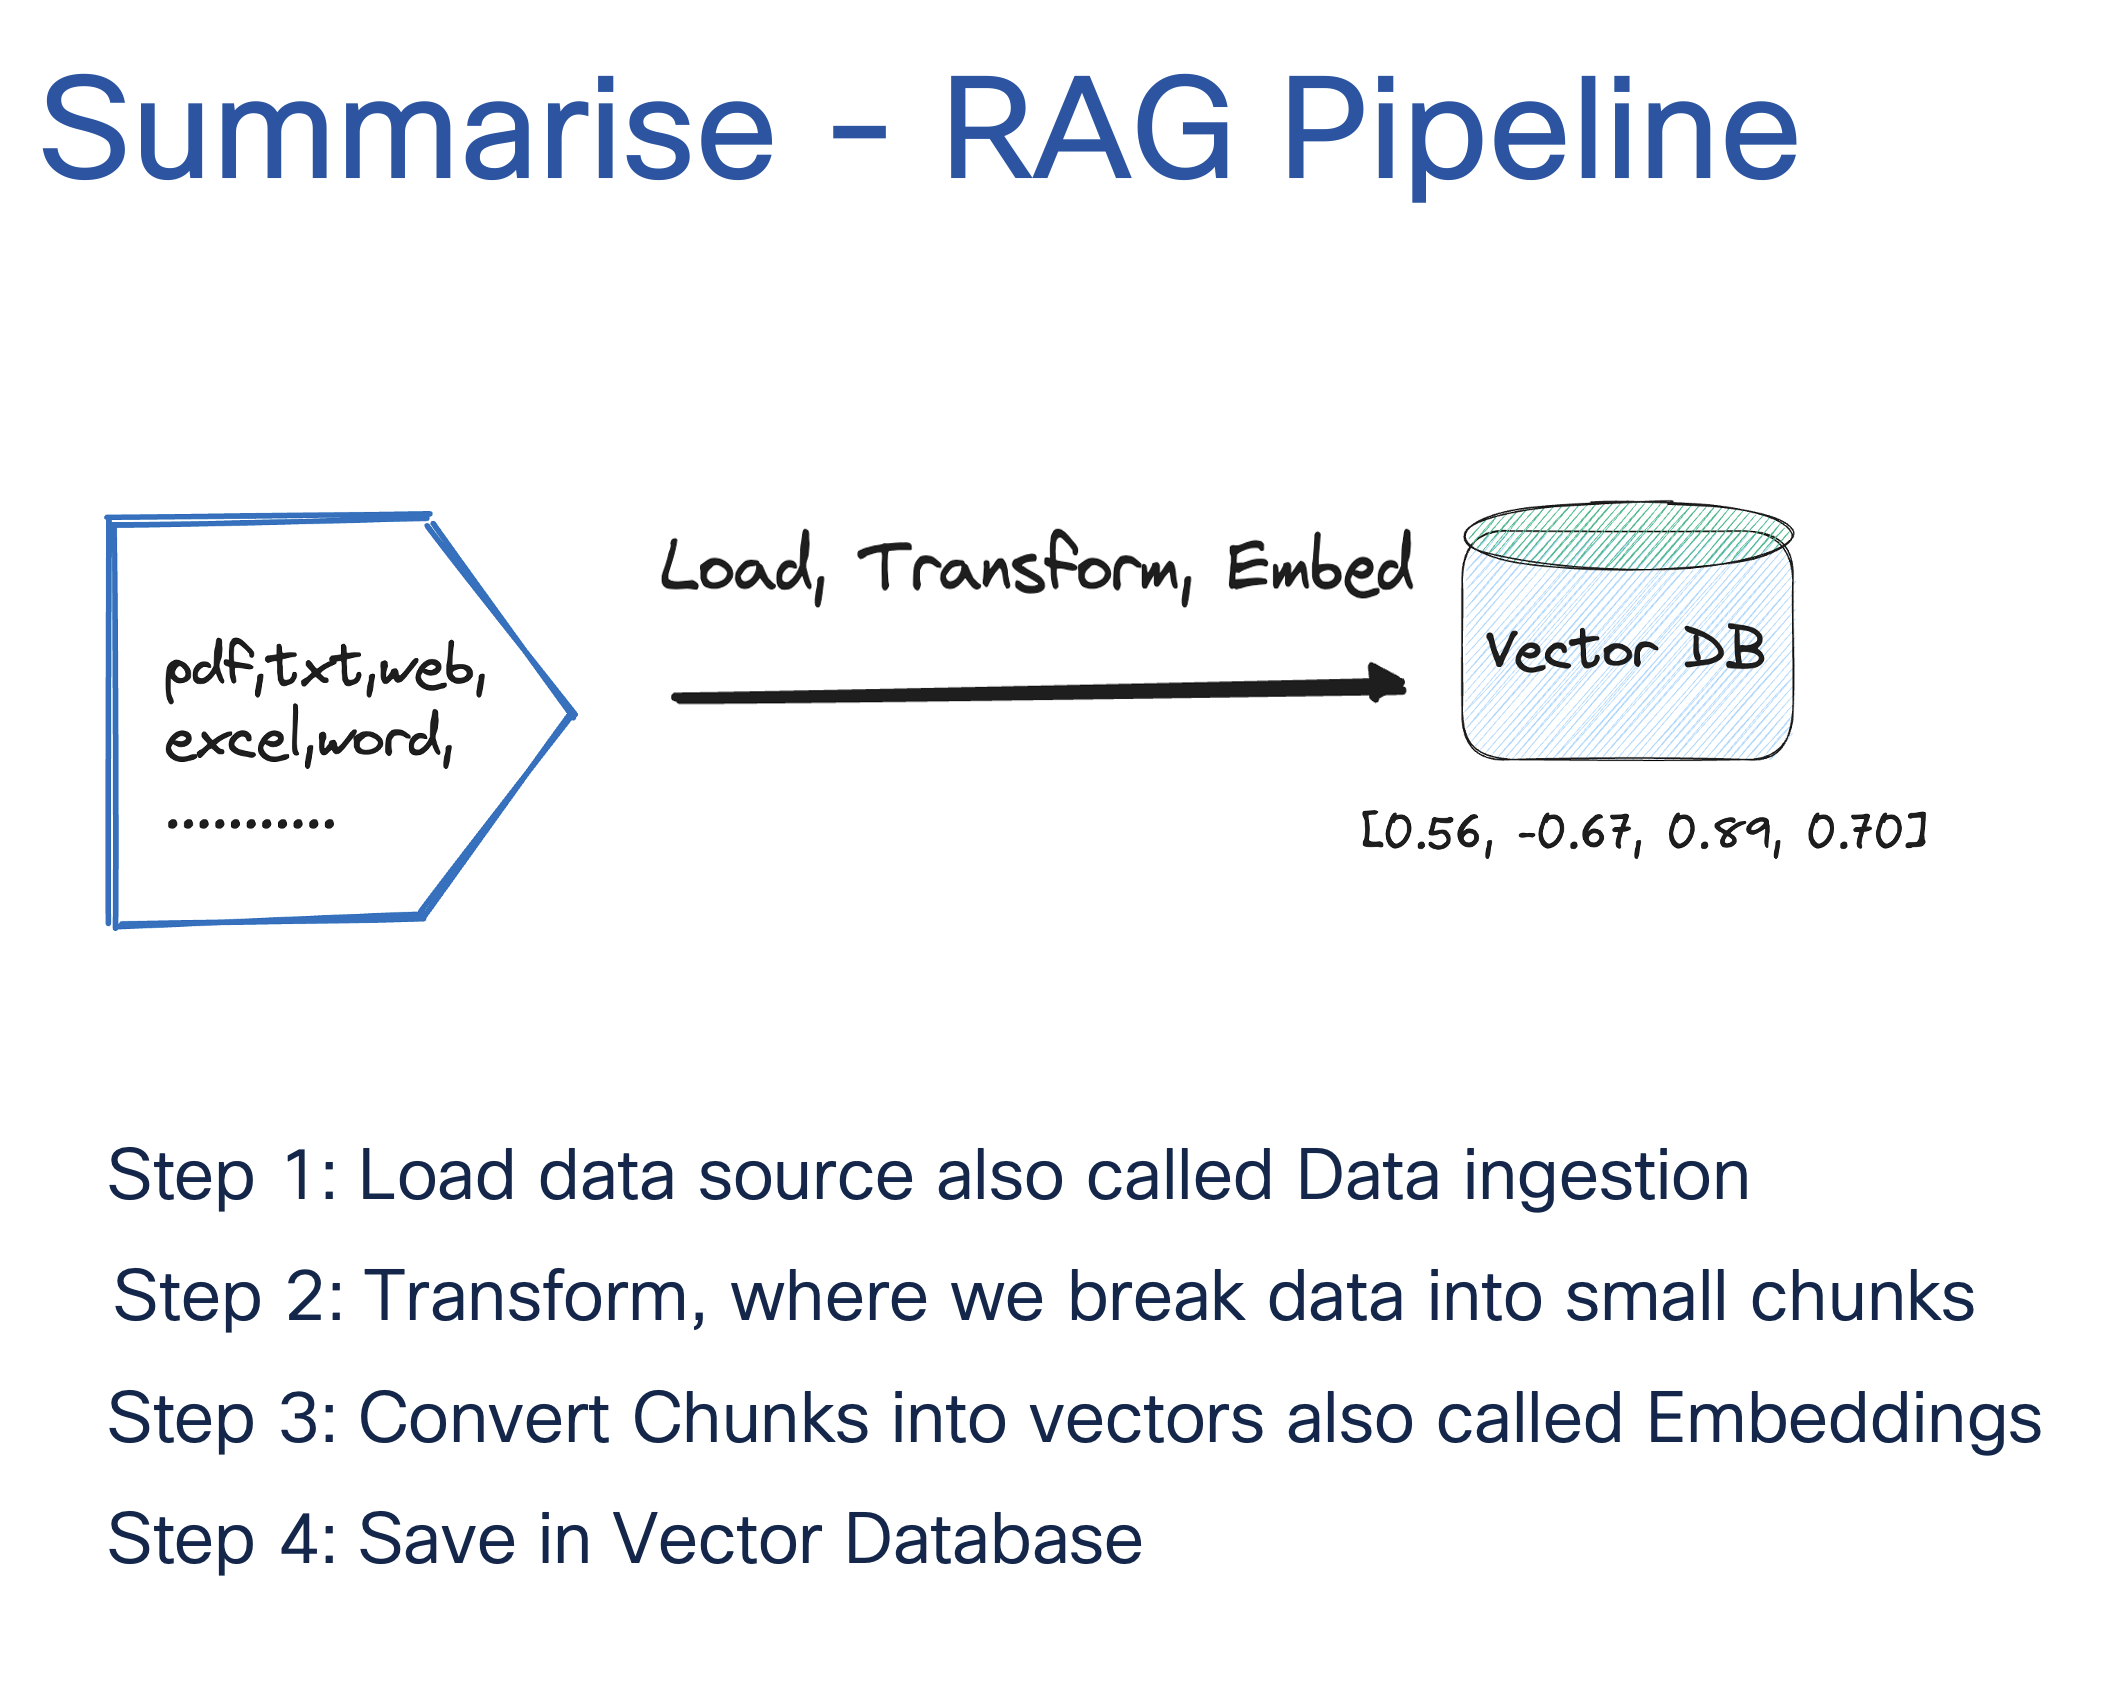 Summarise - RAG Pipeline
pdf,txt,web,
excel,word,
...........
Load, Transform, Embed
Vector DB
[0.56, -0.67, 0.89, 0.70]
Step 1: Load data source also called Data ingestion
Step 2: Transform, where we break data into small chunks
Step 3: Convert Chunks into vectors also called Embeddings
Step 4: Save in Vector Database